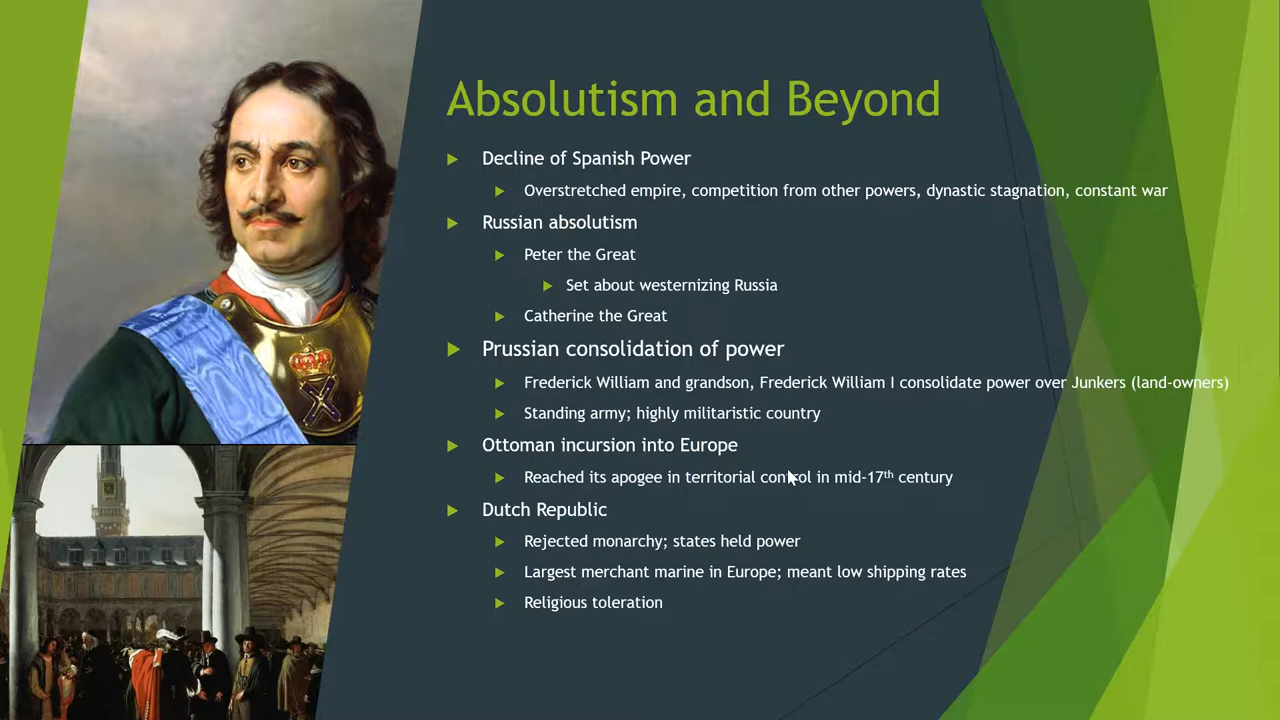 Absolutism and Beyond
Decline of Spanish Power
Overstretched empire, competition from other powers, dynastic stagnation, constant war
Russian absolutism
Peter the Great
Set about westernizing Russia
Catherine the Great
Prussian consolidation of power
Frederick William and grandson, Frederick William I consolidate power over Junkers (land-owners)
Standing army; highly militaristic country
Ottoman incursion into Europe
Reached its apogee in territorial control in mid-17th century
Dutch Republic
Rejected monarchy; states held power
Largest merchant marine in Europe; meant low shipping rates
Religious toleration